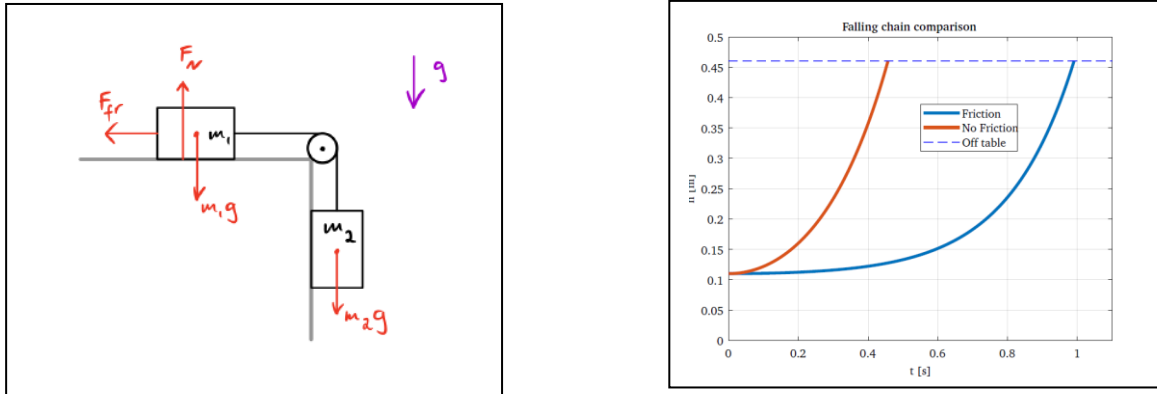 F_N
F_fr
m_1
g
m_1g
m_2
m_2g
Falling chain comparison
0.5
0.45
0.4
0.35
0.3
0.25
0.2
0.15
0.1
0.05
0
Friction
No Friction
Off table
[m]
0 0.2 0.4 0.6 0.8 1
t [s]